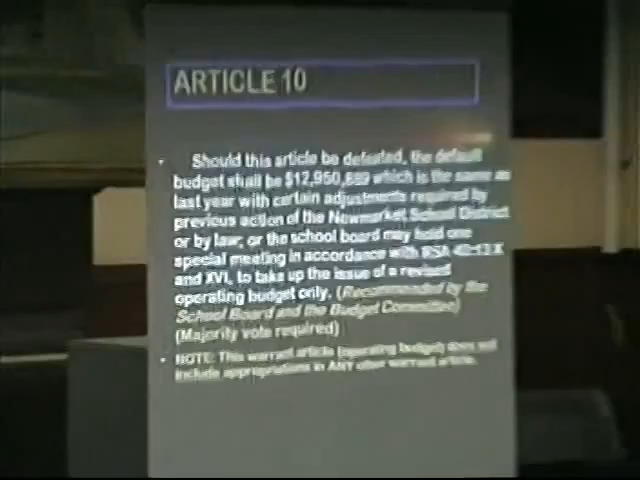 ARTICLE 10
• Should this article be defeated, the default
budget shall be $12,950,689 which is the same as
last year with certain adjustments required by
previous action of the Newmarket School District
or by law; or the school board may hold one
special meeting in accordance with RSA 40:13 X
and XVI, to take up the issue of a revised
operating budget only. (Recommended by the
School Board and the Budget Committee)
(Majority vote required)
• NOTE: This warrant article (operating budget) does not
include appropriations in ANY other warrant article.